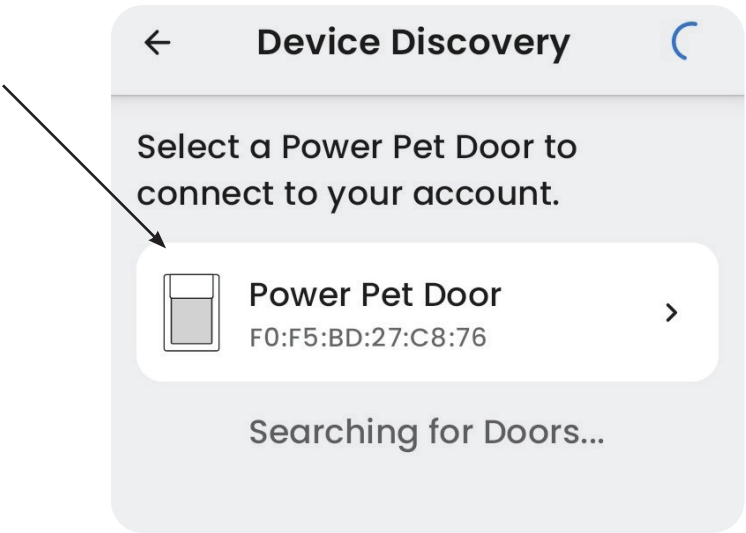 Device Discovery
Select a Power Pet Door to
connect to your account.
Power Pet Door
F0:F5:BD:27:C8:76
Searching for Doors...